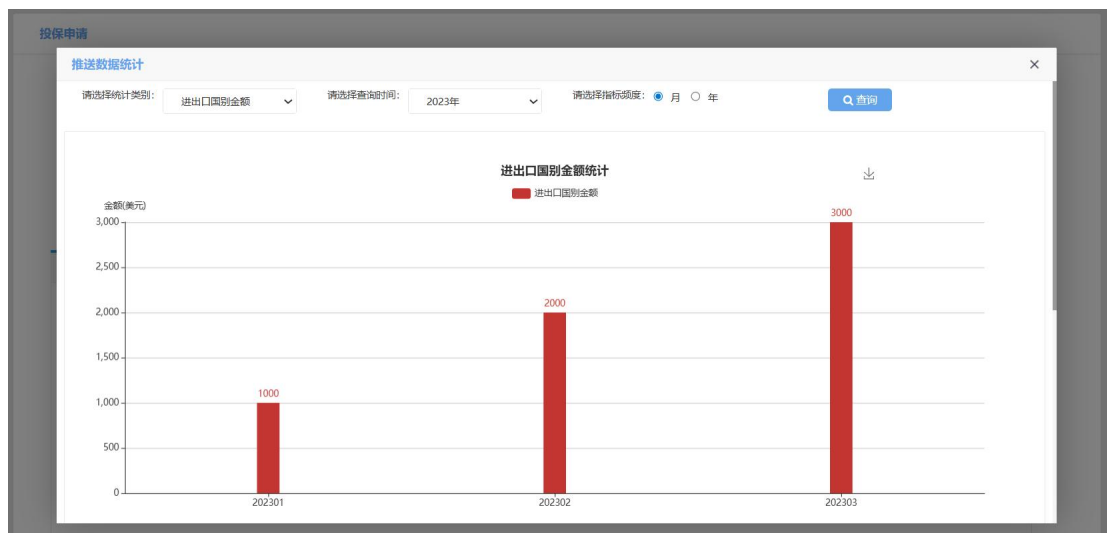 投保申请
推送数据统计 ×
请选择统计类别: 进出口国别金额 请选择查询时间: 2023年 请选择指标频度: 月 年 查询
进出口国别金额统计
进出口国别金额
金额(美元)
3000
3,000
2,500
2000
2,000
1,500
1000
1,000
500
0
202301 202302 202303